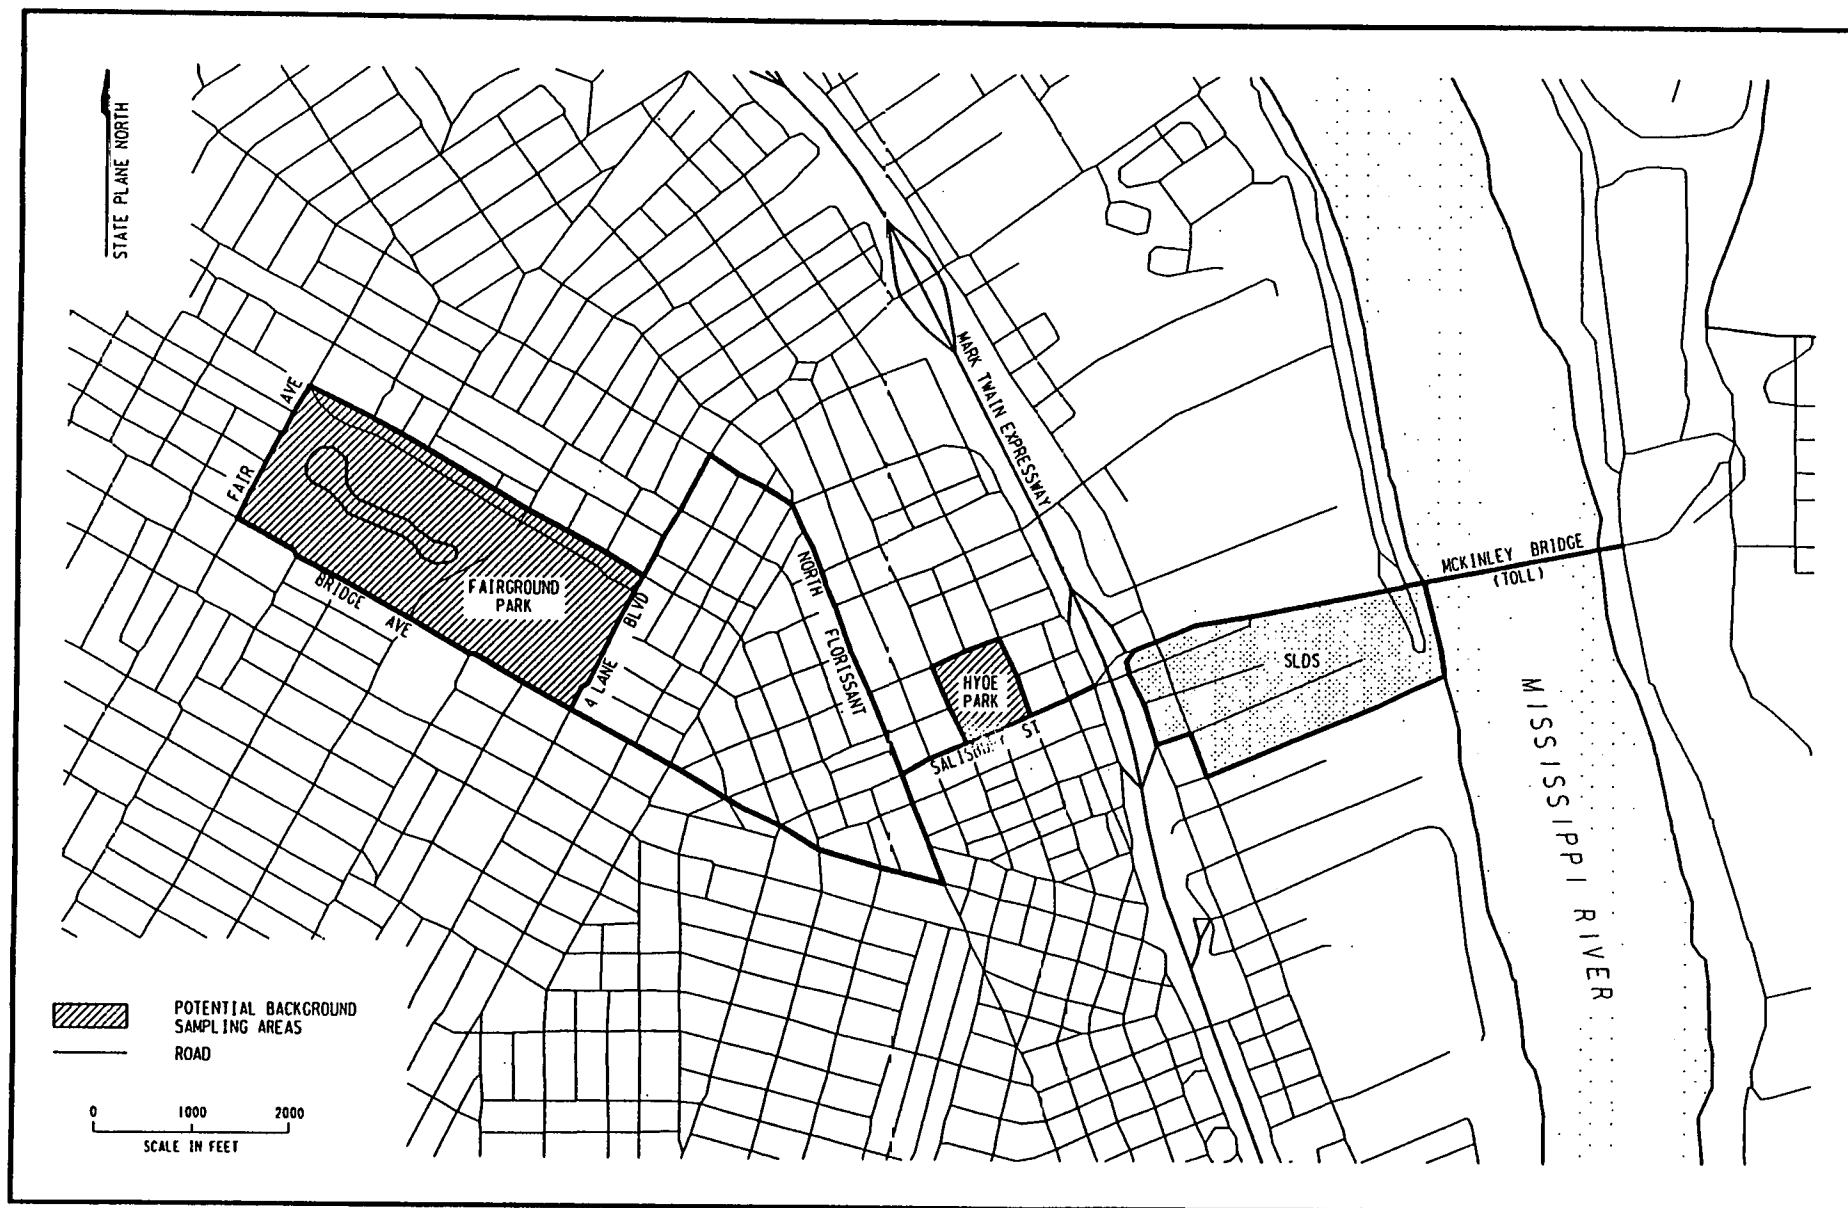 STATE PLANE NORTH
MARK TWAIN EXPRESSWAY
FAIR AVE
FAIRGROUND
PARK
BRIDGE AVE
4 LANE BLVD
NORTH FLORISSANT
HYDE
PARK
ST
MCKINLEY BRIDGE
(TOLL)
SLDS
MISSISSIPPI RIVER
POTENTIAL BACKGROUND
SAMPLING AREAS
ROAD
0 1000 2000
SCALE IN FEET